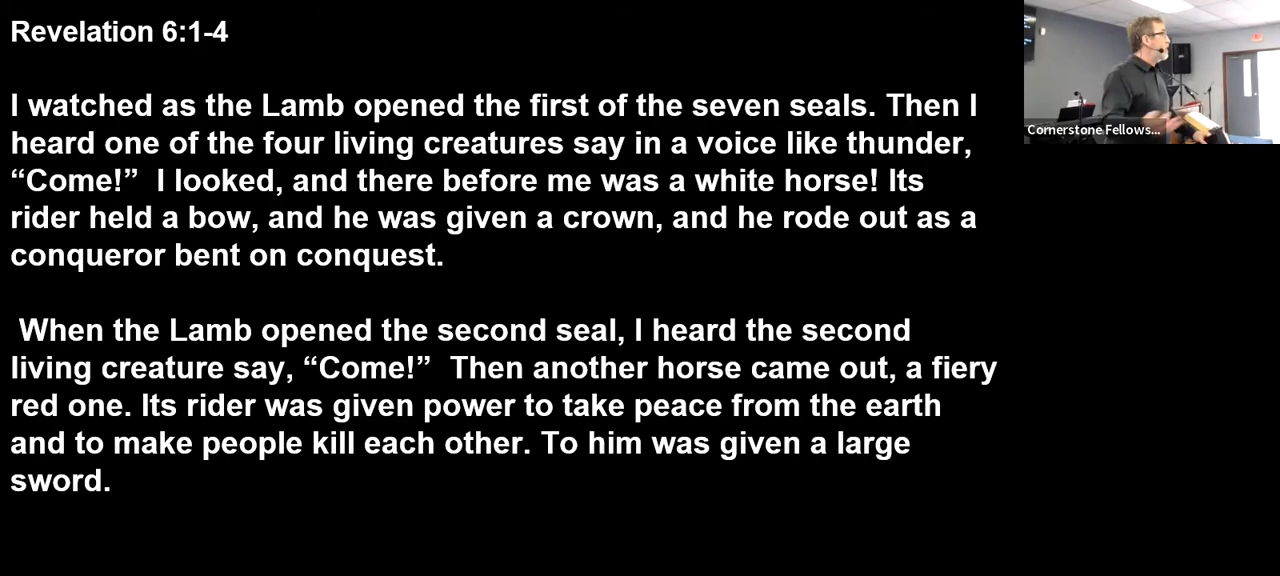 Revelation 6:1-4
I watched as the Lamb opened the first of the seven seals. Then I
heard one of the four living creatures say in a voice like thunder,
“Come!”  I looked, and there before me was a white horse! Its
rider held a bow, and he was given a crown, and he rode out as a
conqueror bent on conquest.
When the Lamb opened the second seal, I heard the second
living creature say, “Come!”  Then another horse came out, a fiery
red one. Its rider was given power to take peace from the earth
and to make people kill each other. To him was given a large
sword.
Cornerstone Fellows...